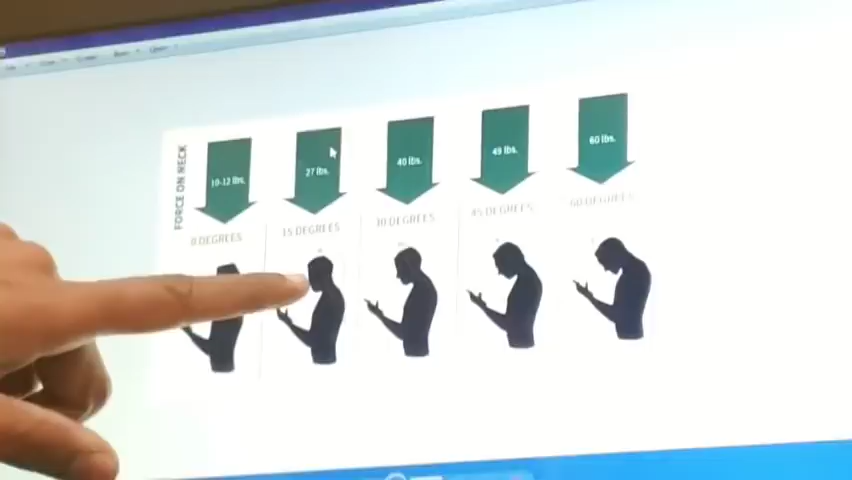 FORCE ON NECK
10-12 lbs.
27 lbs.
40 lbs.
49 lbs.
60 lbs.
0 DEGREES
15 DEGREES
30 DEGREES
45 DEGREES
60 DEGREES